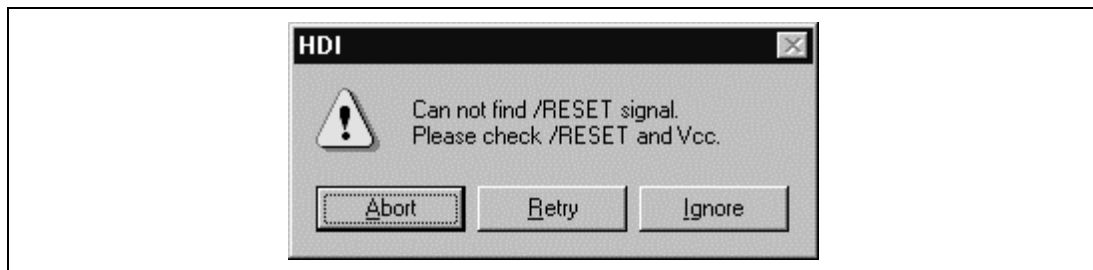 HDI
Can not find /RESET signal.
Please check /RESET and Vcc.
Abort Retry Ignore